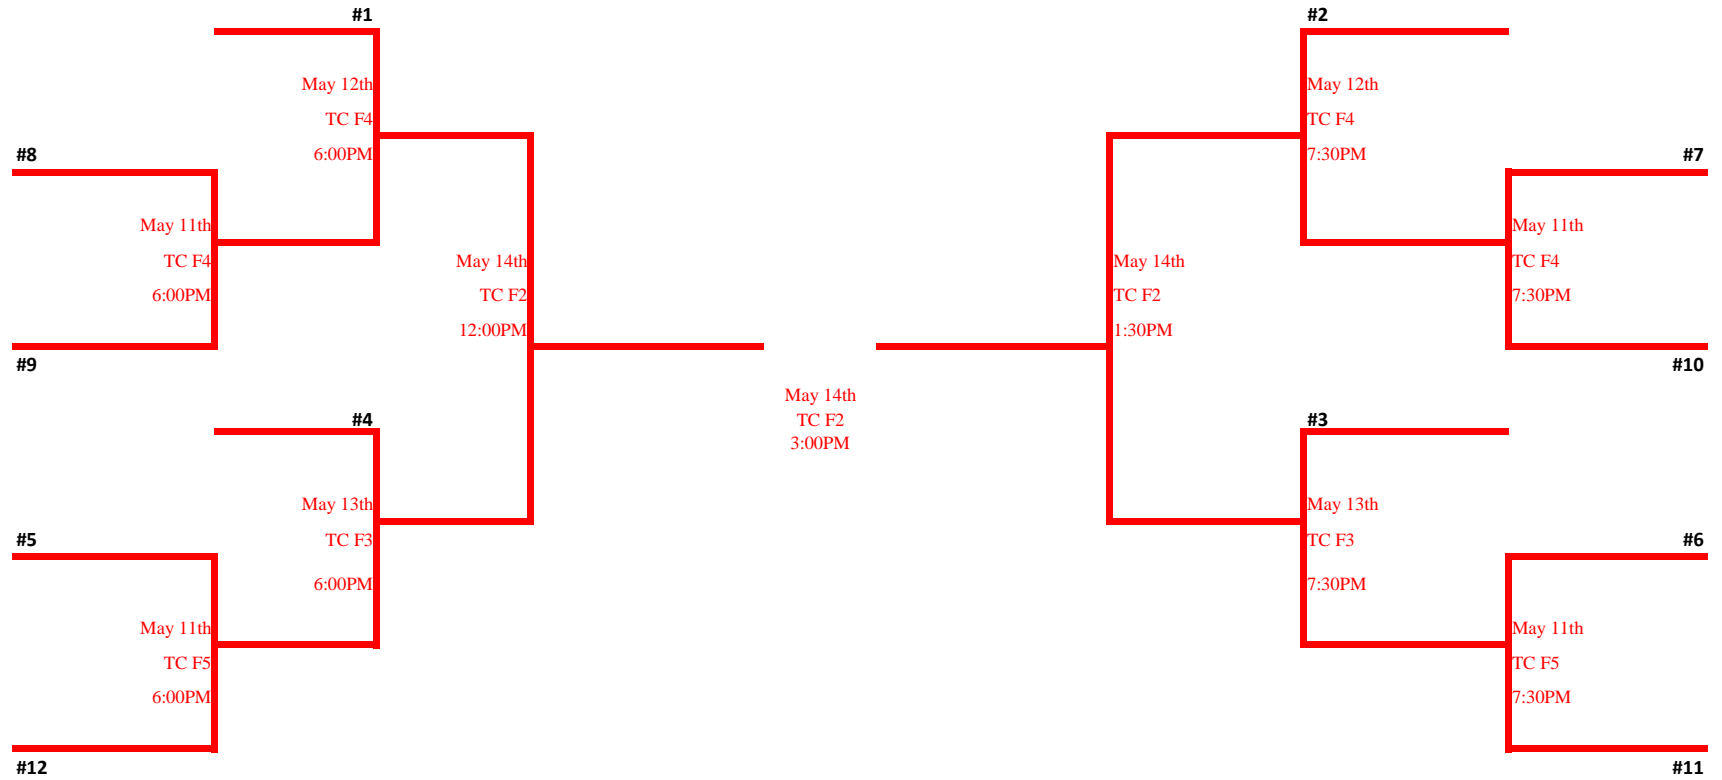 #1
May 12th
TC F4
6:00PM
#8
May 11th
TC F4
6:00PM
#9
May 14th
TC F2
12:00PM
#4
May 13th
TC F3
6:00PM
#5
May 11th
TC F5
6:00PM
#12
May 14th
TC F2
3:00PM
#2
May 12th
TC F4
7:30PM
#7
May 11th
TC F4
7:30PM
#10
May 14th
TC F2
1:30PM
#3
May 13th
TC F3
7:30PM
#6
May 11th
TC F5
7:30PM
#11